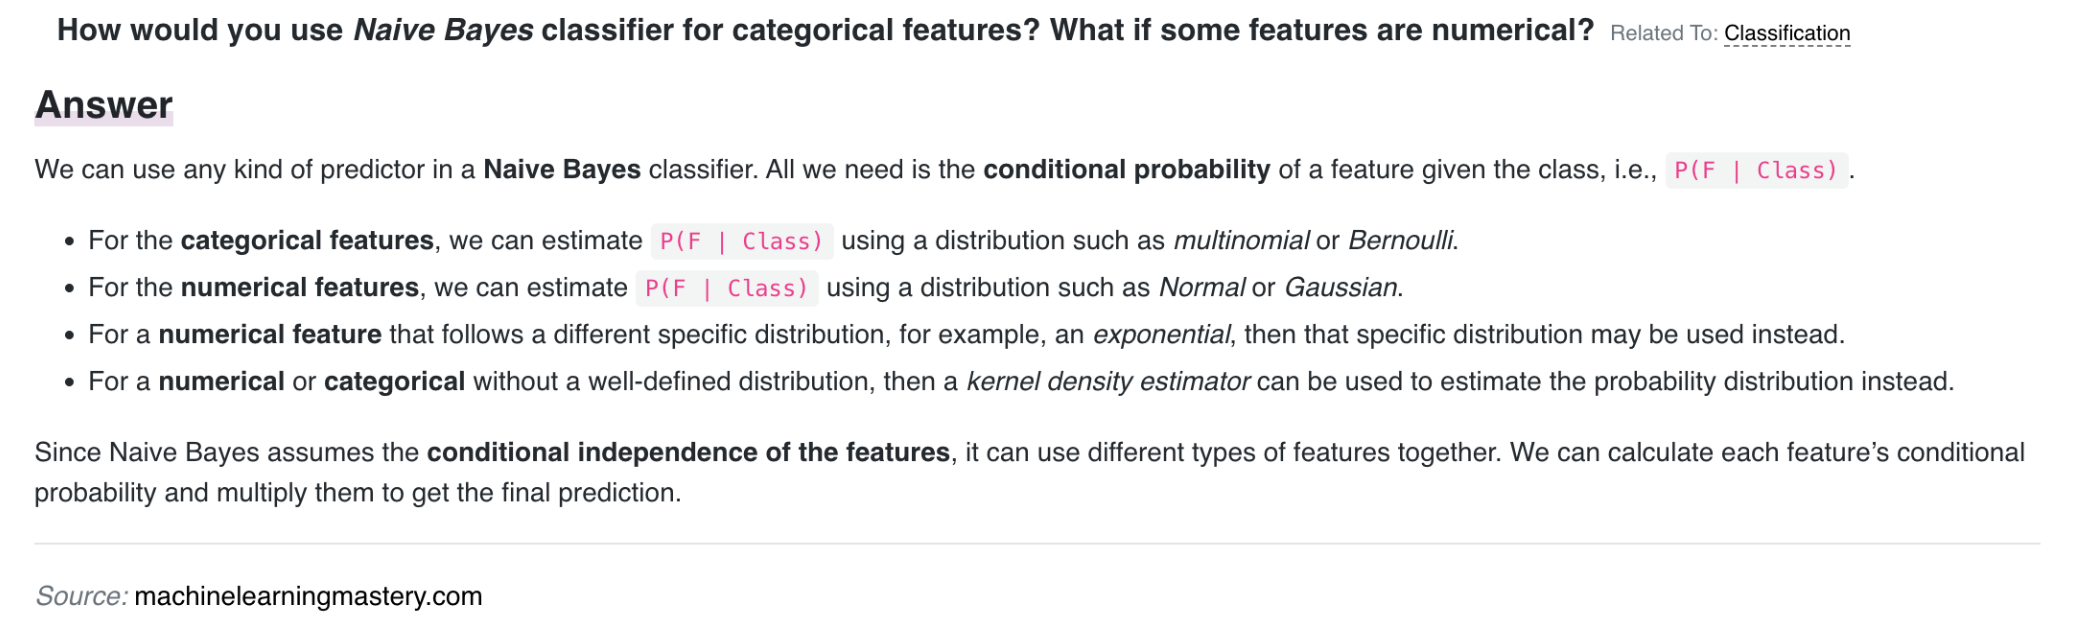 How would you use Naive Bayes classifier for categorical features? What if some features are numerical? Related To: Classification
Answer
We can use any kind of predictor in a Naive Bayes classifier. All we need is the conditional probability of a feature given the class, i.e., P(F | Class) .
• For the categorical features, we can estimate P(F | Class) using a distribution such as multinomial or Bernoulli.
• For the numerical features, we can estimate P(F | Class) using a distribution such as Normal or Gaussian.
• For a numerical feature that follows a different specific distribution, for example, an exponential, then that specific distribution may be used instead.
• For a numerical or categorical without a well-defined distribution, then a kernel density estimator can be used to estimate the probability distribution instead.
Since Naive Bayes assumes the conditional independence of the features, it can use different types of features together. We can calculate each feature’s conditional
probability and multiply them to get the final prediction.
Source: machinelearningmastery.com